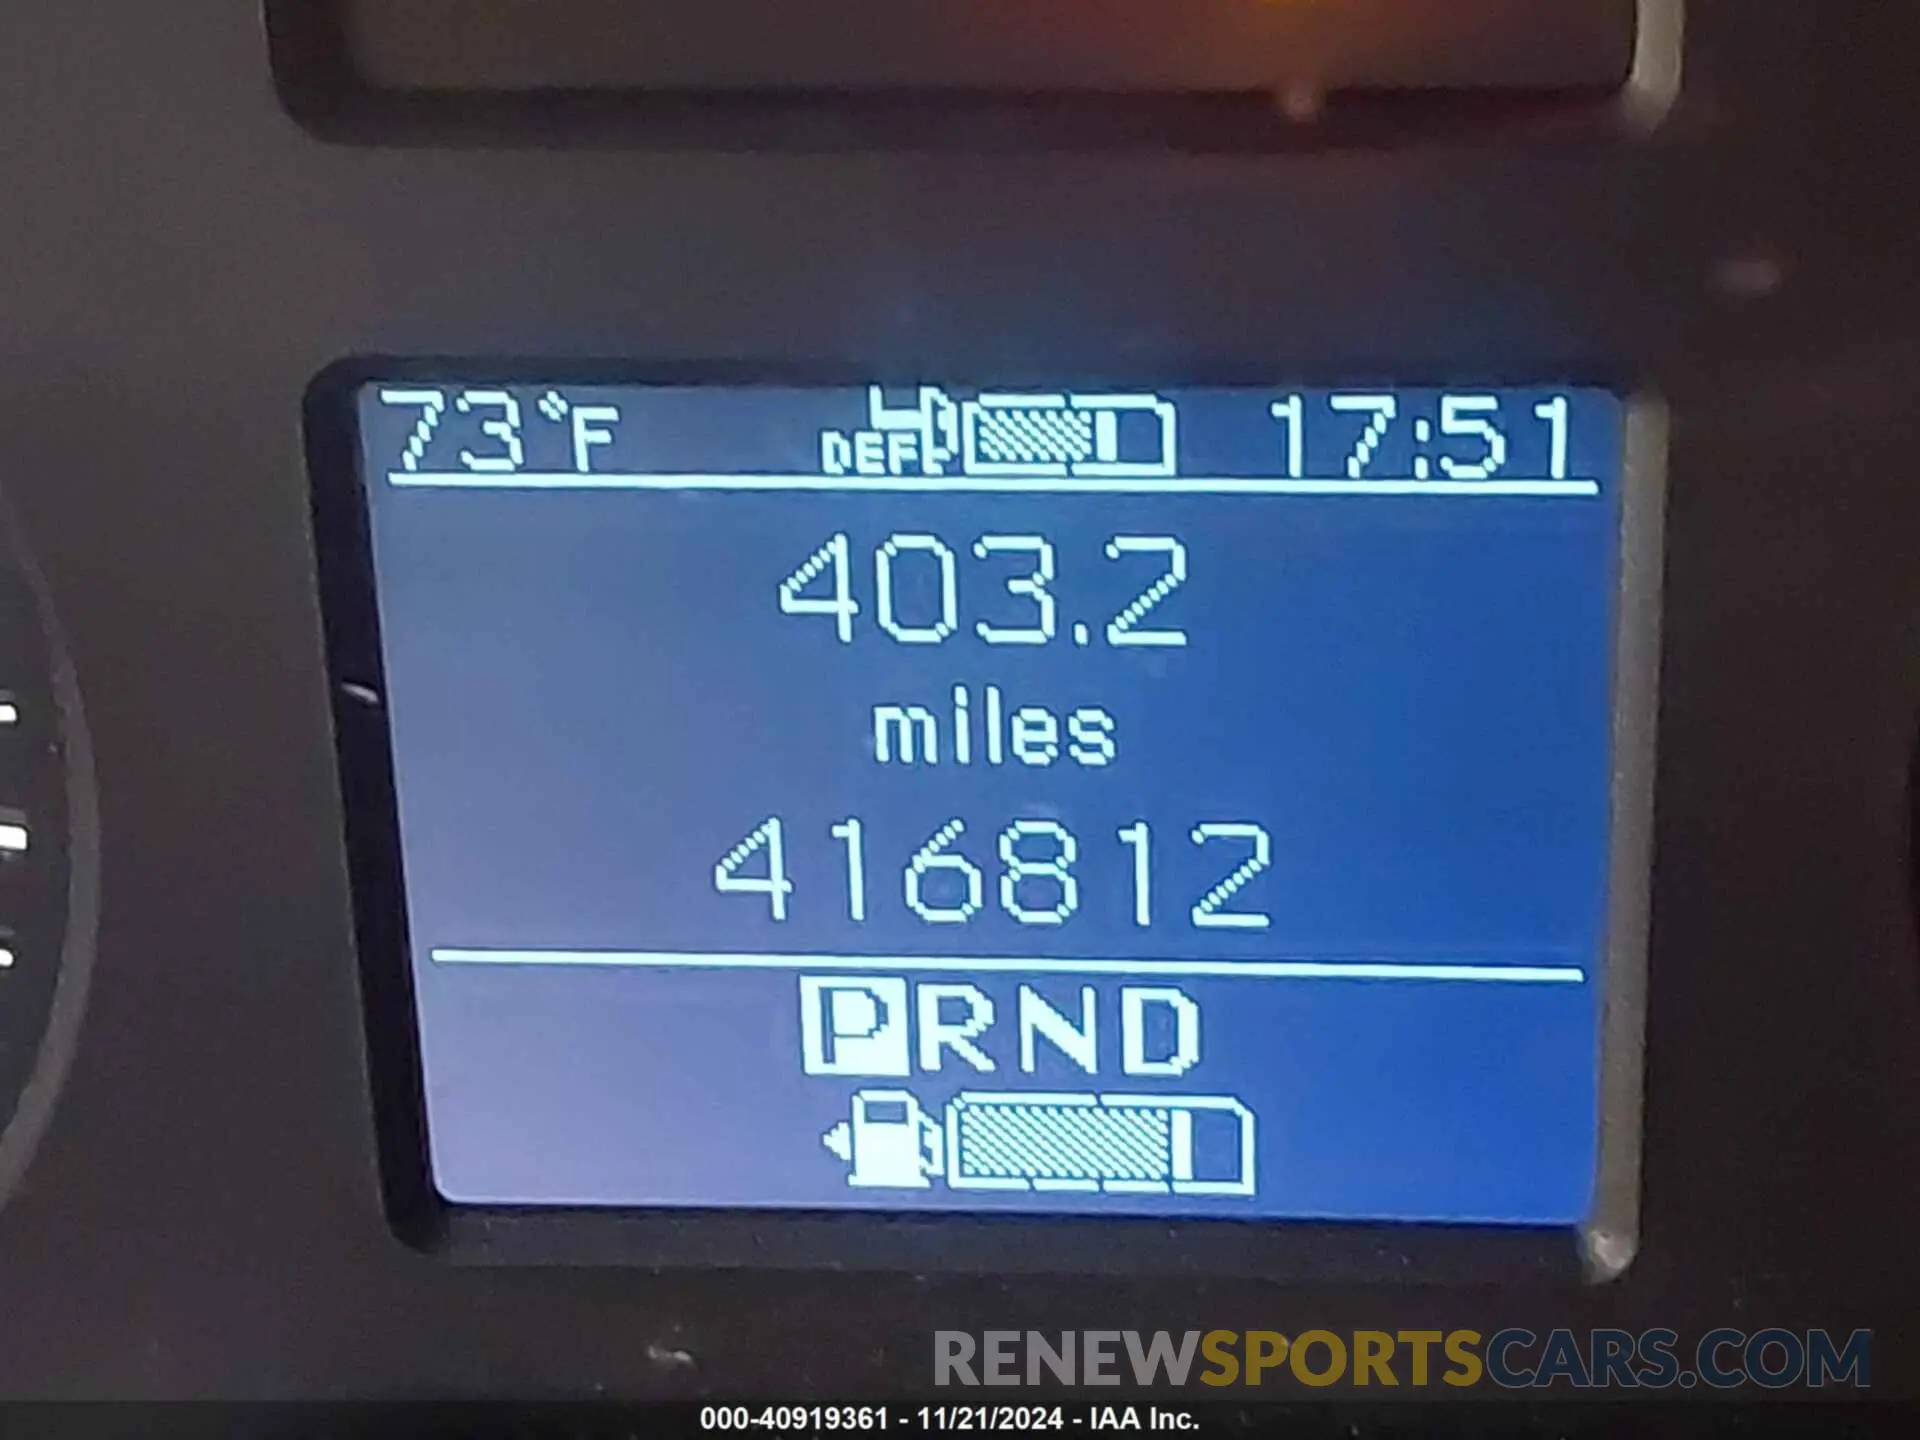 73°F DEF 17:51
403.2
miles
416812
PRND
RENEWSPORTSCARS.COM
000-40919361 - 11/21/2024 - IAA Inc.